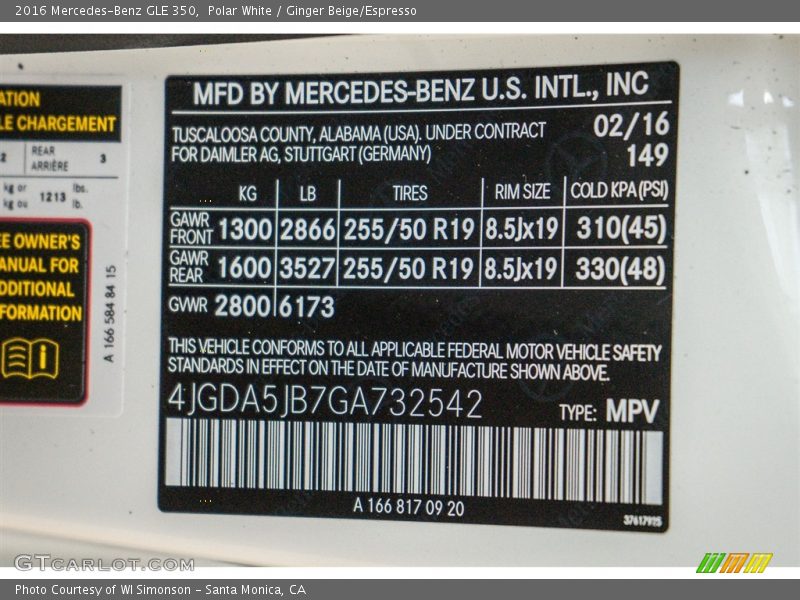 2016 Mercedes-Benz GLE 350,  Polar White / Ginger Beige/Espresso
ATION
LE CHARGEMENT
2 REAR ARRIÈRE 3
kg or kg ou 1213 lbs. lb.
EE OWNER'S
ANUAL FOR
DDITIONAL
FORMATION
A 166 584 84 15
MFD BY MERCEDES-BENZ U.S. INTL., INC
TUSCALOOSA COUNTY, ALABAMA (USA). UNDER CONTRACT 02/16
FOR DAIMLER AG, STUTTGART (GERMANY) 149
KG LB TIRES RIM SIZE COLD KPA (PSI)
GAWR FRONT 1300 2866 255/50 R19 8.5Jx19 310(45)
GAWR REAR 1600 3527 255/50 R19 8.5Jx19 330(48)
GVWR 2800 6173
THIS VEHICLE CONFORMS TO ALL APPLICABLE FEDERAL MOTOR VEHICLE SAFETY
STANDARDS IN EFFECT ON THE DATE OF MANUFACTURE SHOWN ABOVE.
4JGDA5JB7GA732542 TYPE: MPV
A 166 817 09 20
GTCARLOT.COM
Photo Courtesy of WI Simonson - Santa Monica, CA